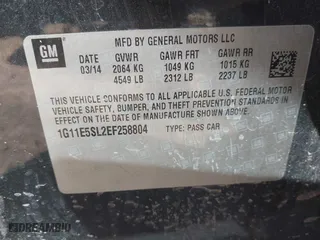 GM
MFD BY GENERAL MOTORS LLC
DATE GVWR GAWR FRT GAWR RR
03/14 2064 KG 1049 KG 1015 KG
4549 LB 2312 LB 2237 LB
THIS VEHICLE CONFORMS TO ALL APPLICABLE U.S. FEDERAL MOTOR
VEHICLE SAFETY, BUMPER, AND THEFT PREVENTION STANDARDS IN
EFFECT ON THE DATE OF MANUFACTURE SHOWN ABOVE.
1G11E5SL2EF258804 TYPE: PASS CAR
DREAMBID